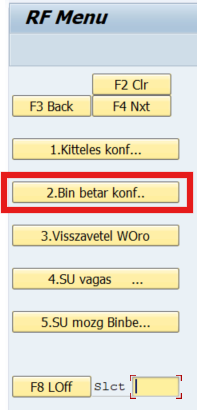 RF Menu
F2 Clr
F3 Back F4 Nxt
1.Kitteles konf...
2.Bin betar konf..
3.Visszavetel WOro
4.SU vagas ...
5.SU mozg Binbe...
F8 LOff Slct